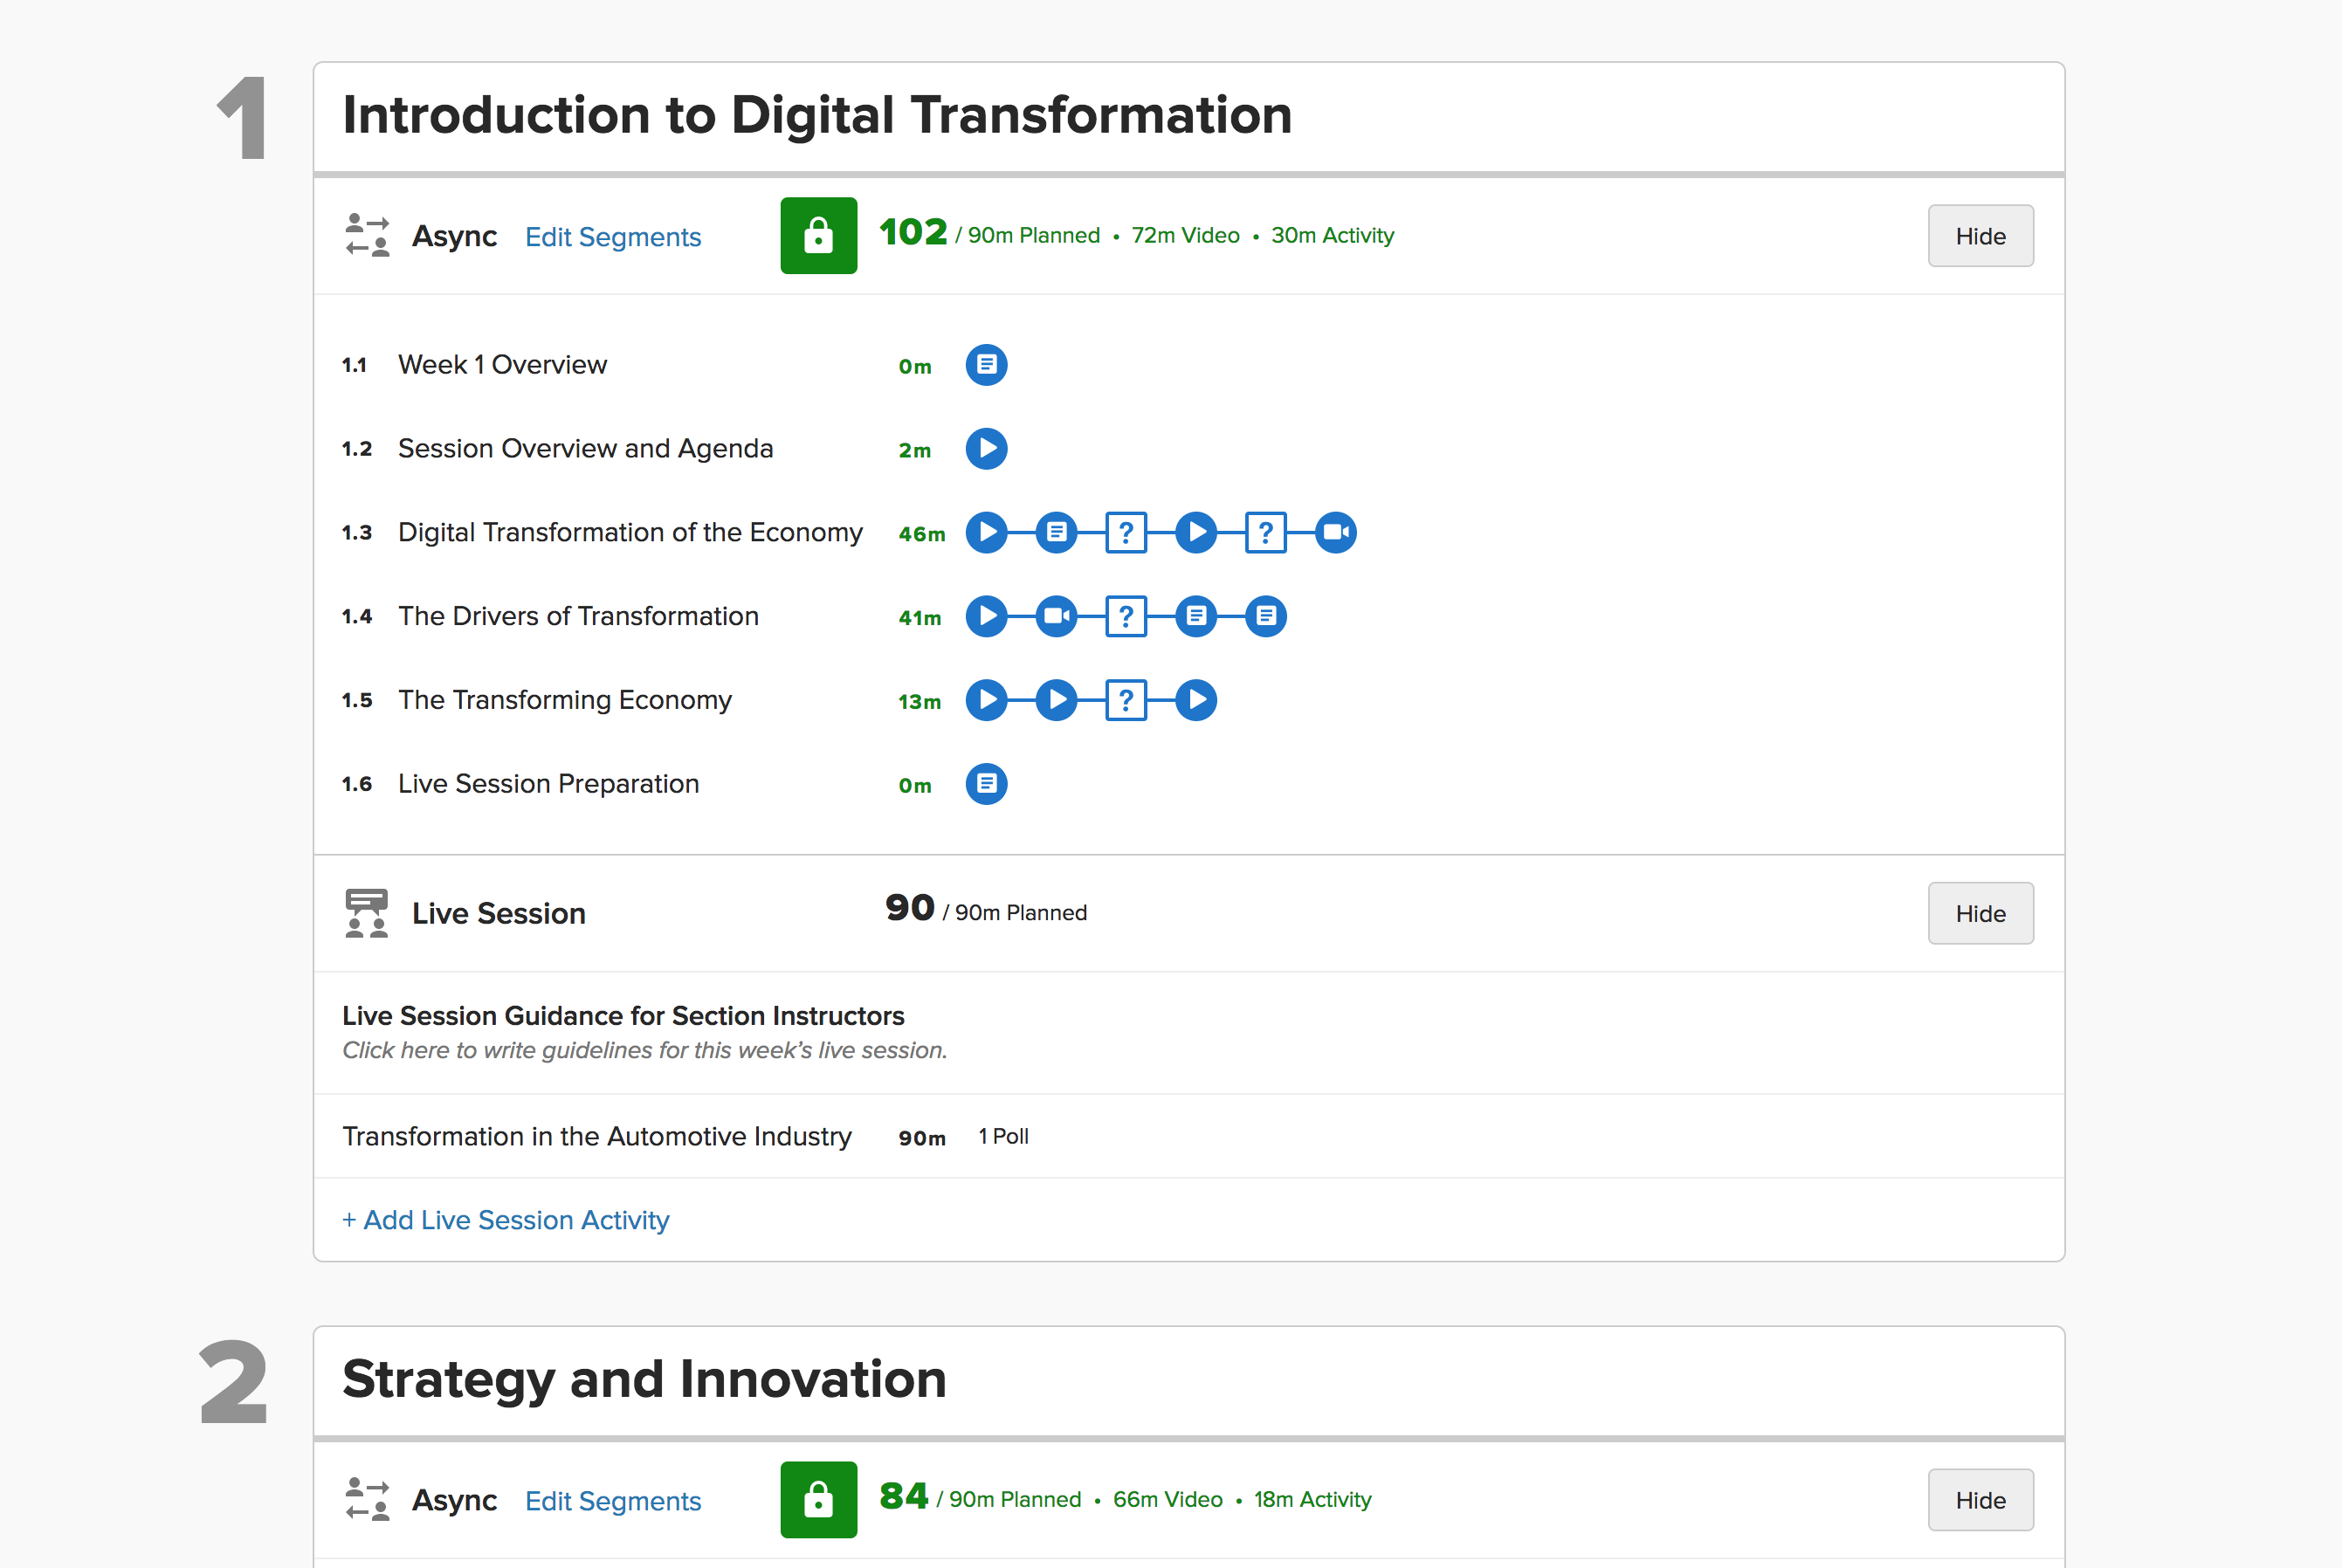 1
Introduction to Digital Transformation
Async Edit Segments 102 / 90m Planned • 72m Video • 30m Activity Hide
1.1 Week 1 Overview 0m
1.2 Session Overview and Agenda 2m
1.3 Digital Transformation of the Economy 46m ? ?
1.4 The Drivers of Transformation 41m ?
1.5 The Transforming Economy 13m ?
1.6 Live Session Preparation 0m
Live Session 90 / 90m Planned Hide
Live Session Guidance for Section Instructors
Click here to write guidelines for this week’s live session.
Transformation in the Automotive Industry 90m 1 Poll
+ Add Live Session Activity
2
Strategy and Innovation
Async Edit Segments 84 / 90m Planned • 66m Video • 18m Activity Hide